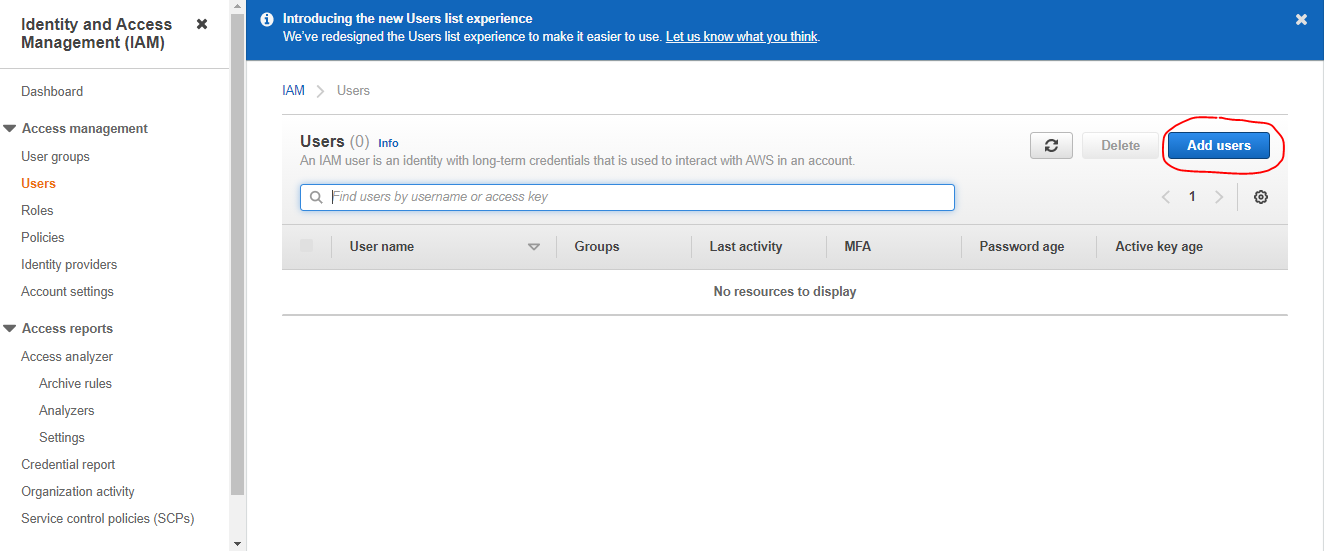 Identity and Access
Management (IAM)
Dashboard
Access management
User groups
Users
Roles
Policies
Identity providers
Account settings
Access reports
Access analyzer
Archive rules
Analyzers
Settings
Credential report
Organization activity
Service control policies (SCPs)
Introducing the new Users list experience
We've redesigned the Users list experience to make it easier to use. Let us know what you think.
IAM Users
Users (0) Info
An IAM user is an identity with long-term credentials that is used to interact with AWS in an account.
Delete
Add users
Find users by username or access key
1
User name Groups Last activity MFA Password age Active key age
No resources to display